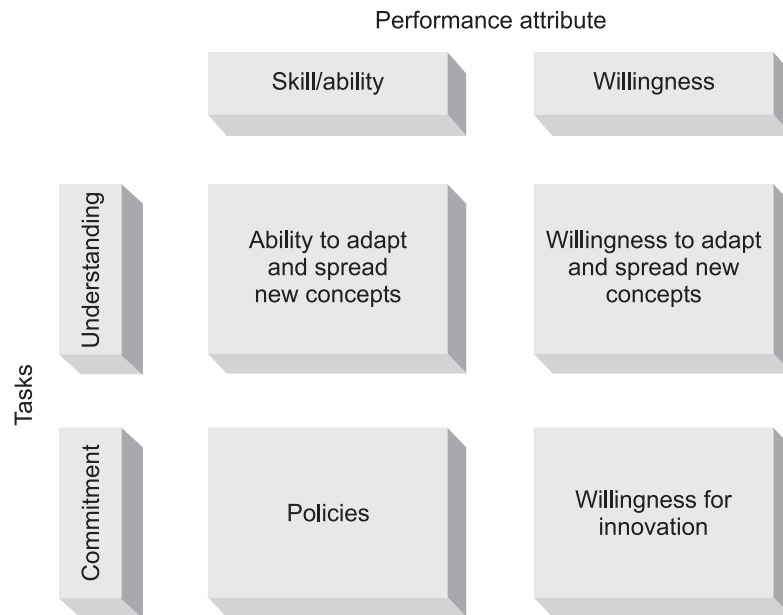 Performance attribute
Skill/ability
Willingness
Tasks
Understanding
Ability to adapt
and spread
new concepts
Willingness to adapt
and spread new
concepts
Commitment
Policies
Willingness for
innovation